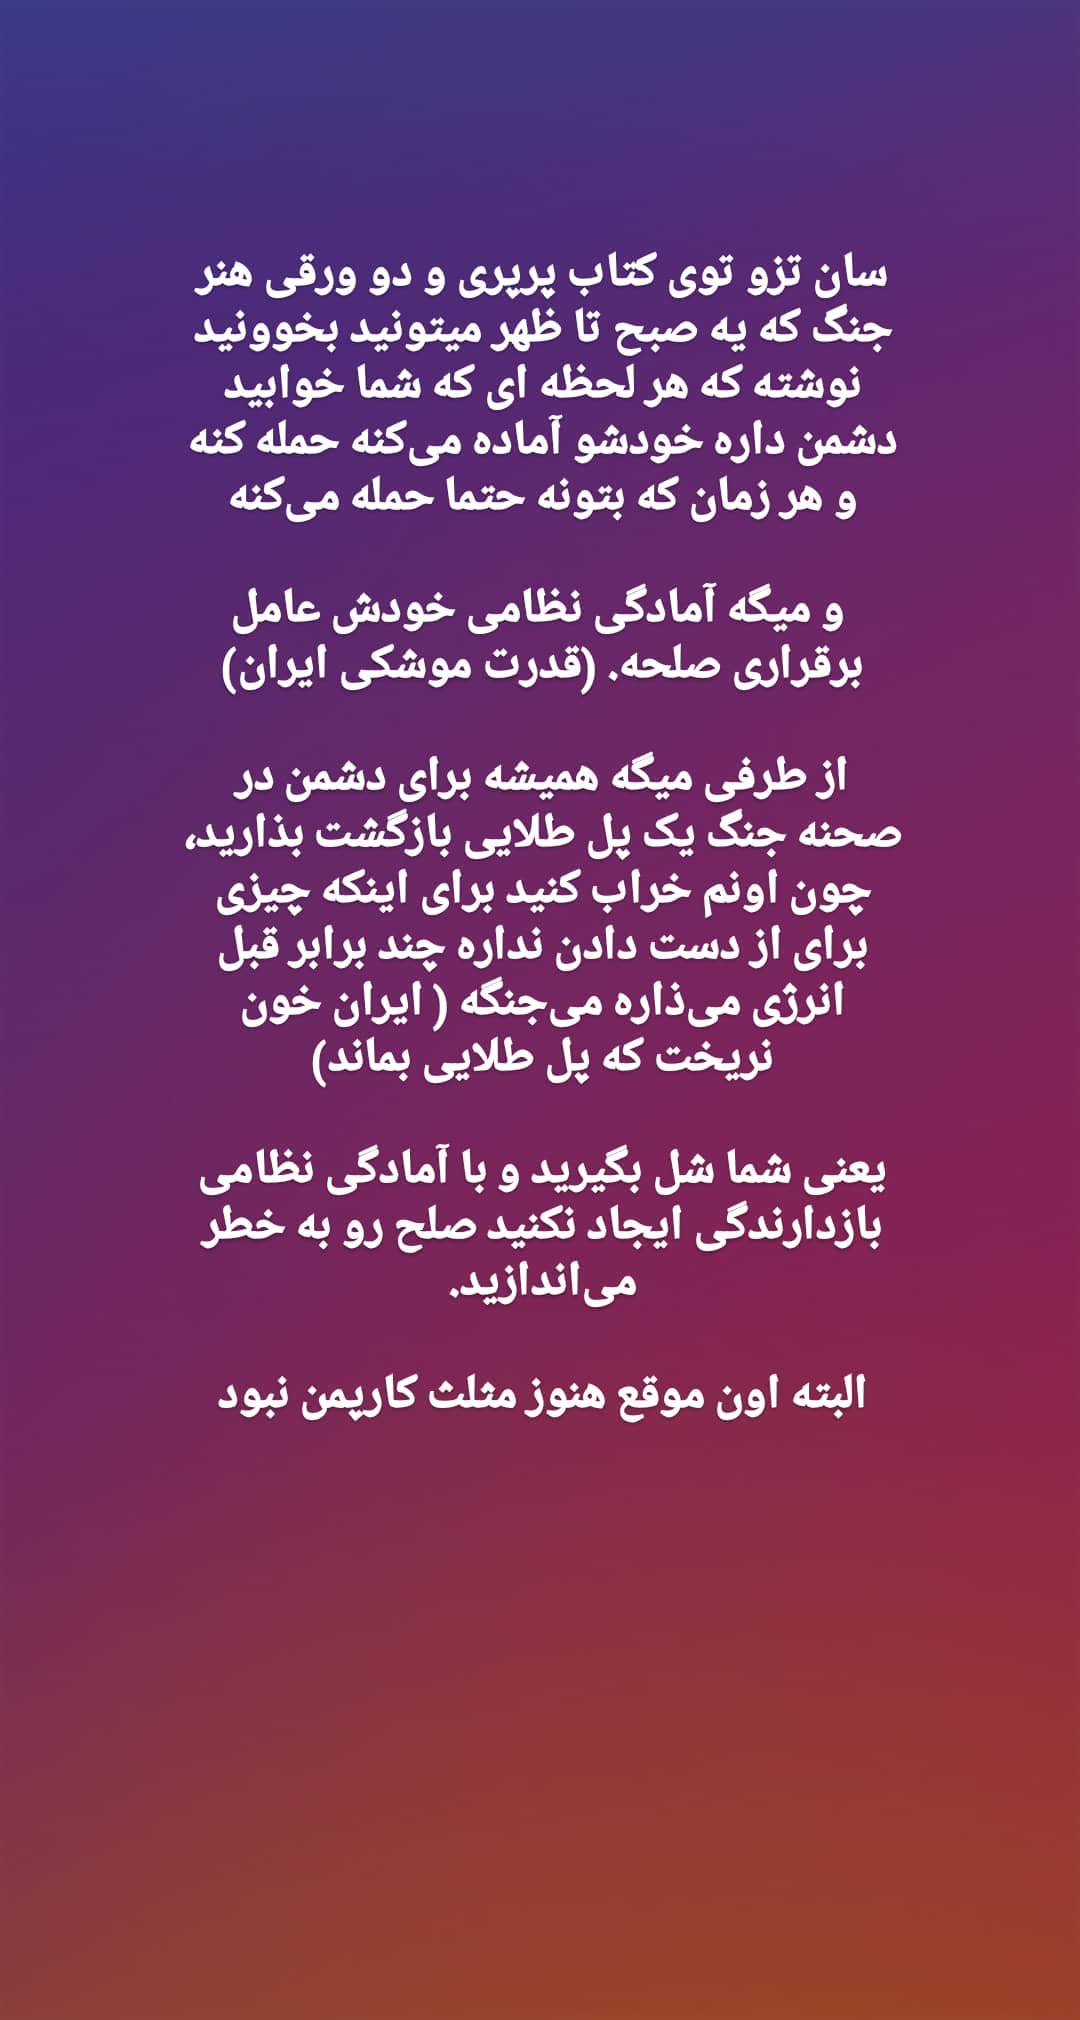 سان تزو توی کتاب پرپری و دو ورقی هنر
جنگ که یه صبح تا ظهر میتونید بخوونید
نوشته که هر لحظه ای که شما خوابید
دشمن داره خودشو آماده می‌کنه حمله کنه
و هر زمان که بتونه حتما حمله می‌کنه
و میگه آمادگی نظامی خودش عامل
برقراری صلحه. (قدرت موشکی ایران)
از طرفی میگه همیشه برای دشمن در
صحنه جنگ یک پل طلایی بازگشت بذارید،
چون اونم خراب کنید برای اینکه چیزی
برای از دست دادن نداره چند برابر قبل
انرژی می‌ذاره می‌جنگه ( ایران خون
نریخت که پل طلایی بماند)
یعنی شما شل بگیرید و با آمادگی نظامی
بازدارندگی ایجاد نکنید صلح رو به خطر
می‌اندازید.
البته اون موقع هنوز مثلث کارپمن نبود